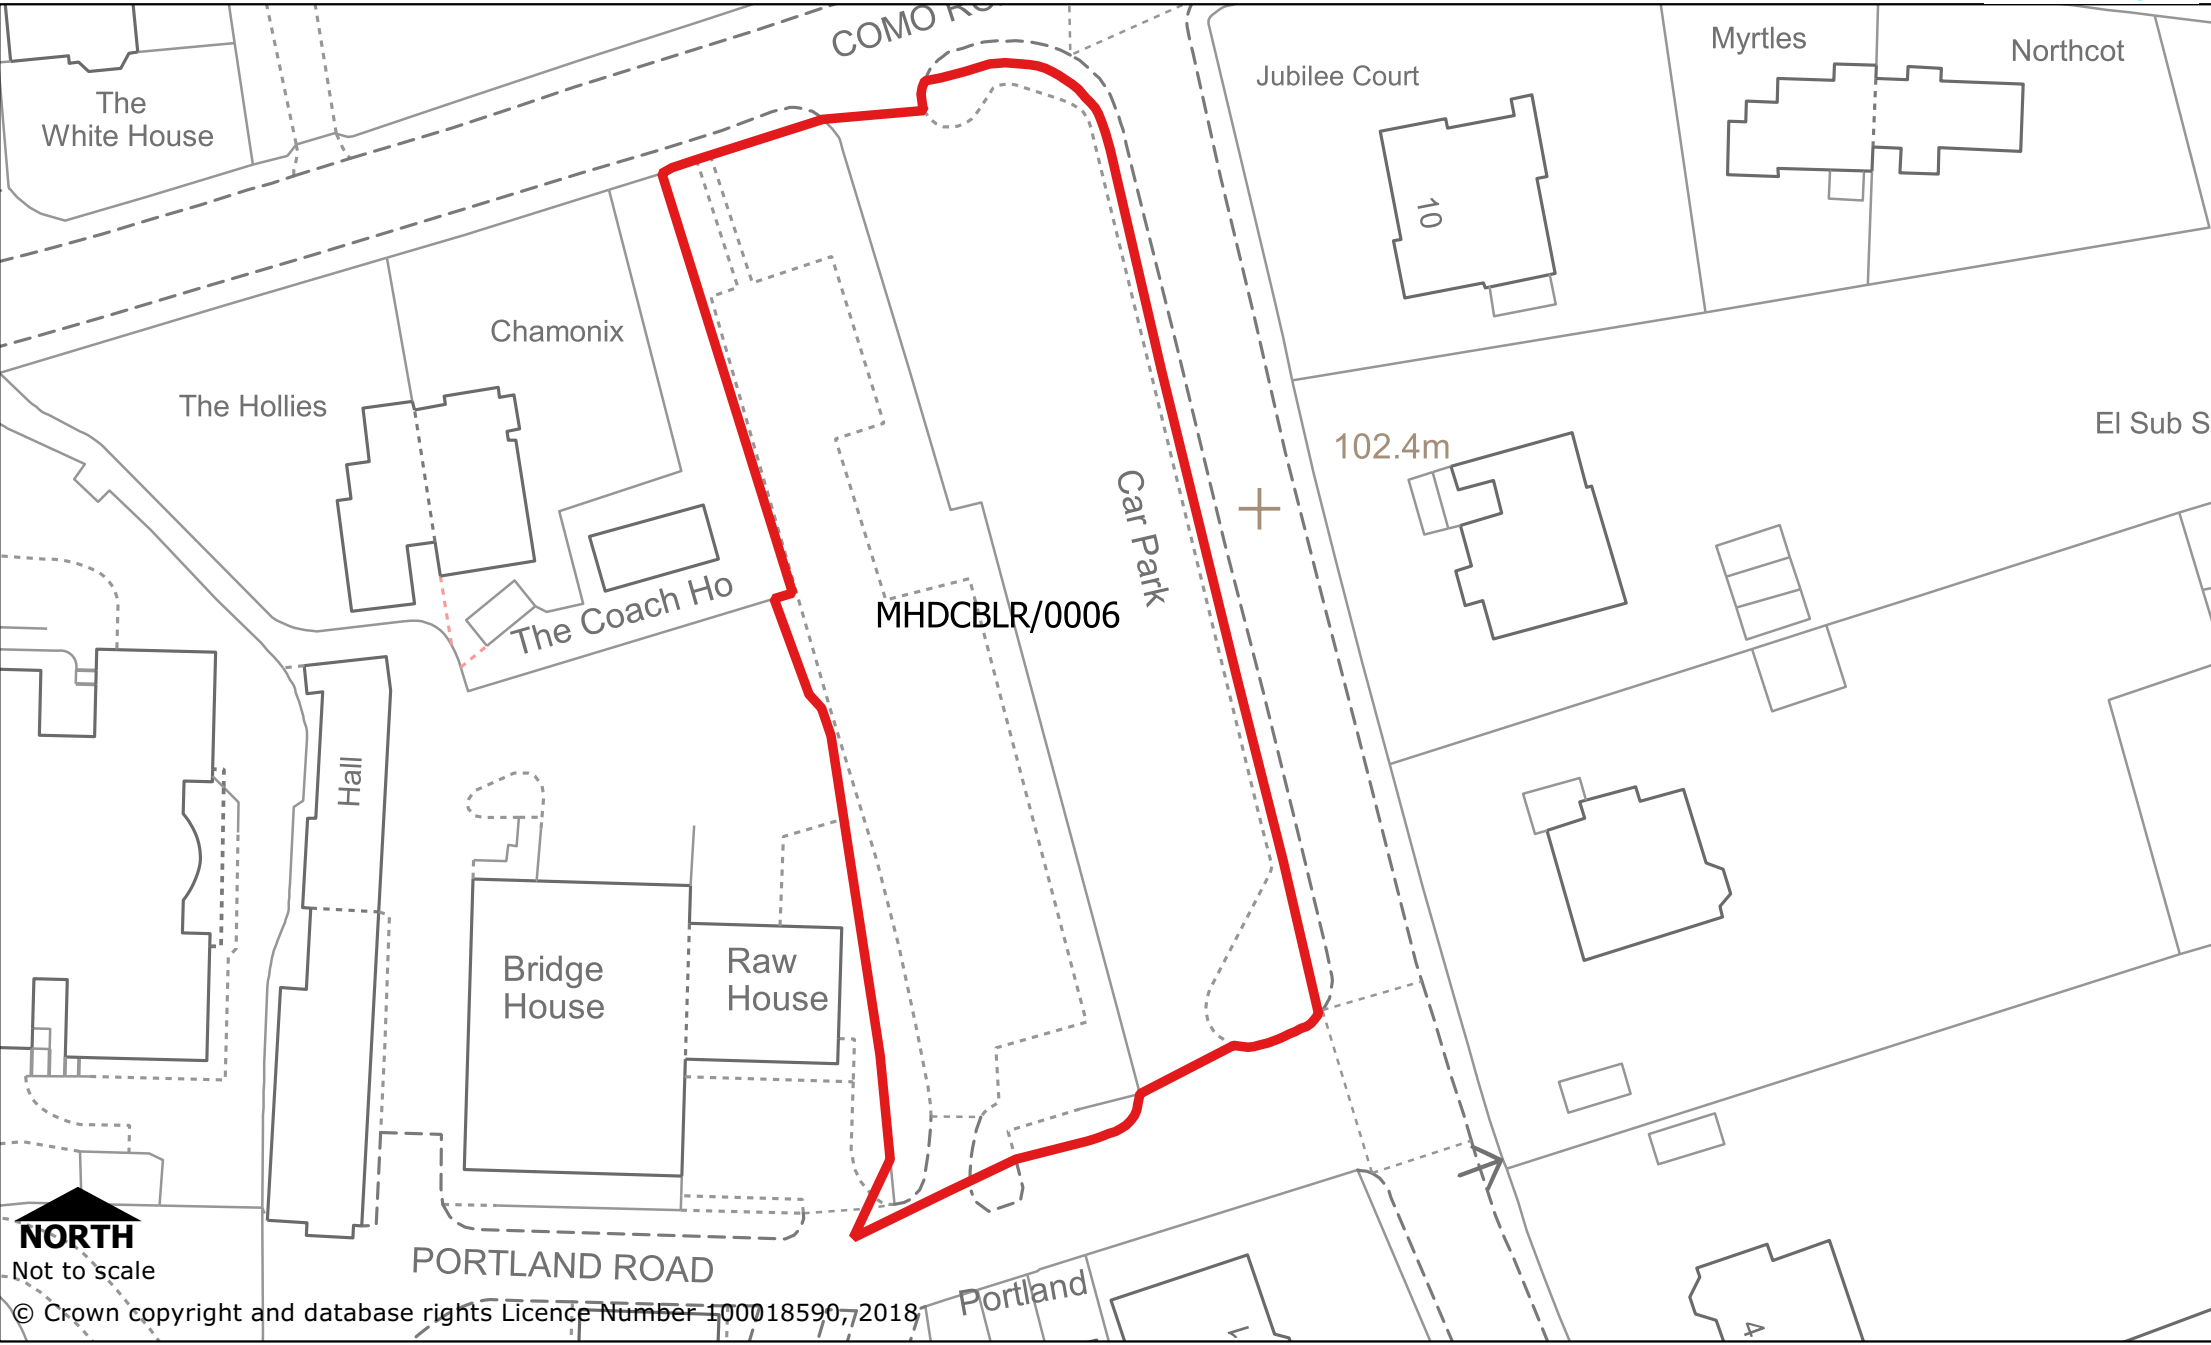 COMO
Myrtles
Northcot
Jubilee Court
The
White House
10
Chamonix
The Hollies
El Sub S
102.4m
Car Park
The Coach Ho
MHDCBLR/0006
Hall
Bridge
House
Raw
House
NORTH
Not to scale
PORTLAND ROAD
Portland
4
© Crown copyright and database rights Licence Number 100018590, 2018